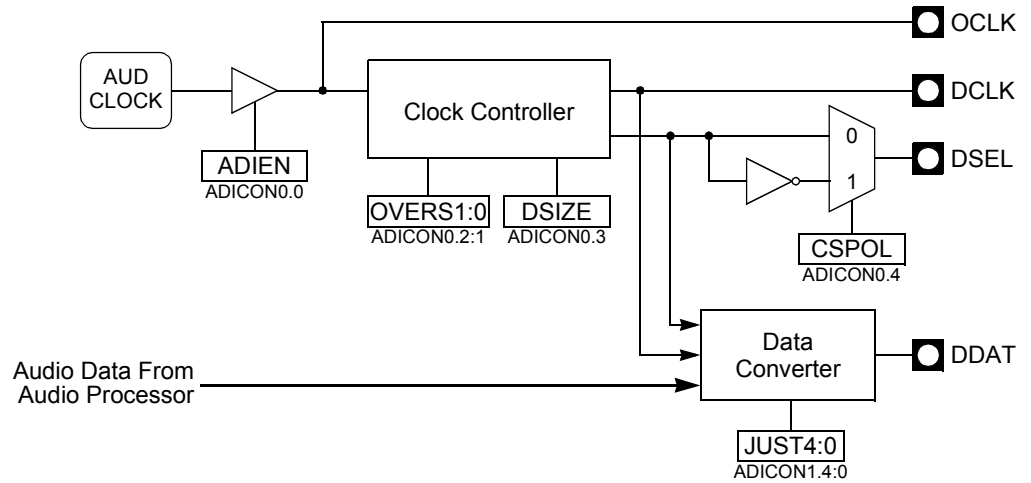 OCLK
AUD
CLOCK
Clock Controller
DCLK
0
1
DSEL
ADIEN
ADICON0.0
OVERS1:0
ADICON0.2:1
DSIZE
ADICON0.3
CSPOL
ADICON0.4
Data
Converter
DDAT
Audio Data From
Audio Processor
JUST4:0
ADICON1.4:0